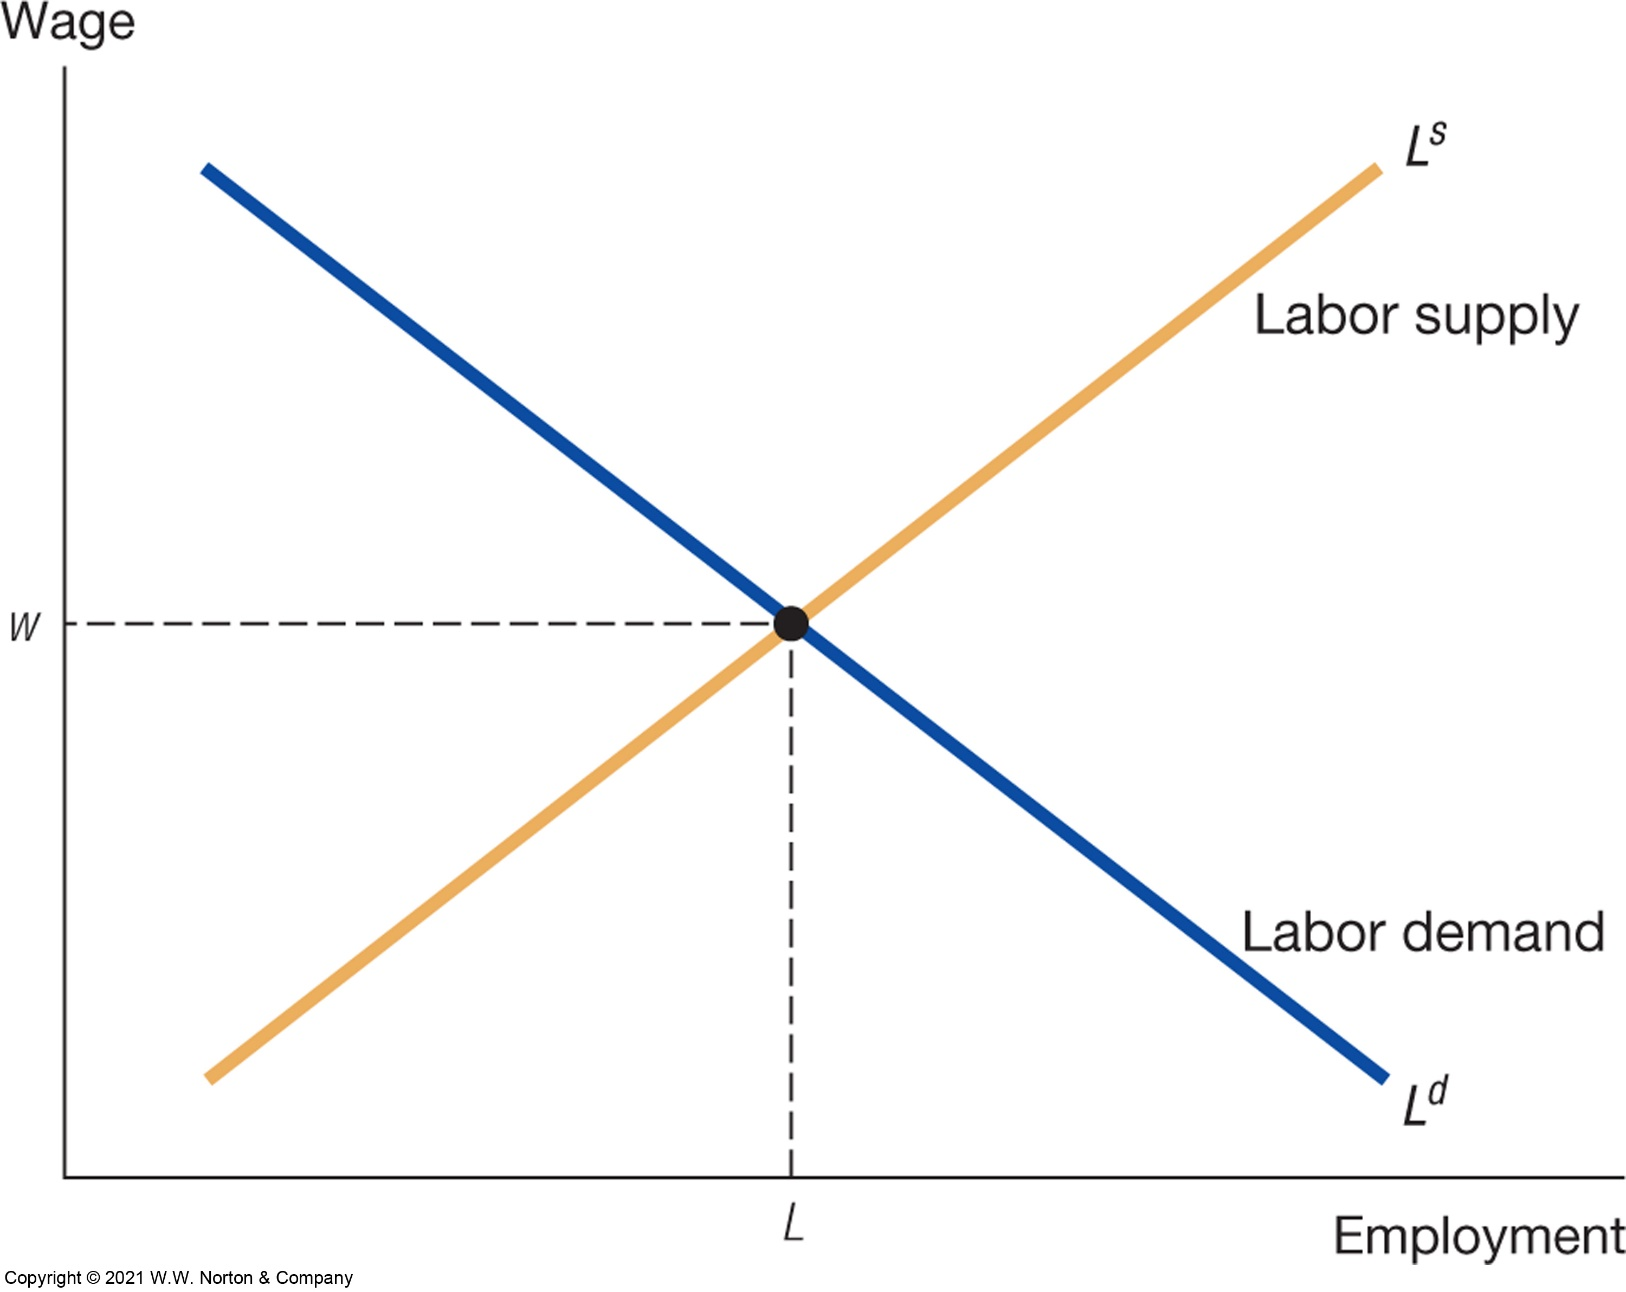 Wage
Lˢ
Labor supply
w
Labor demand
Lᵈ
L
Employment
Copyright © 2021 W.W. Norton & Company